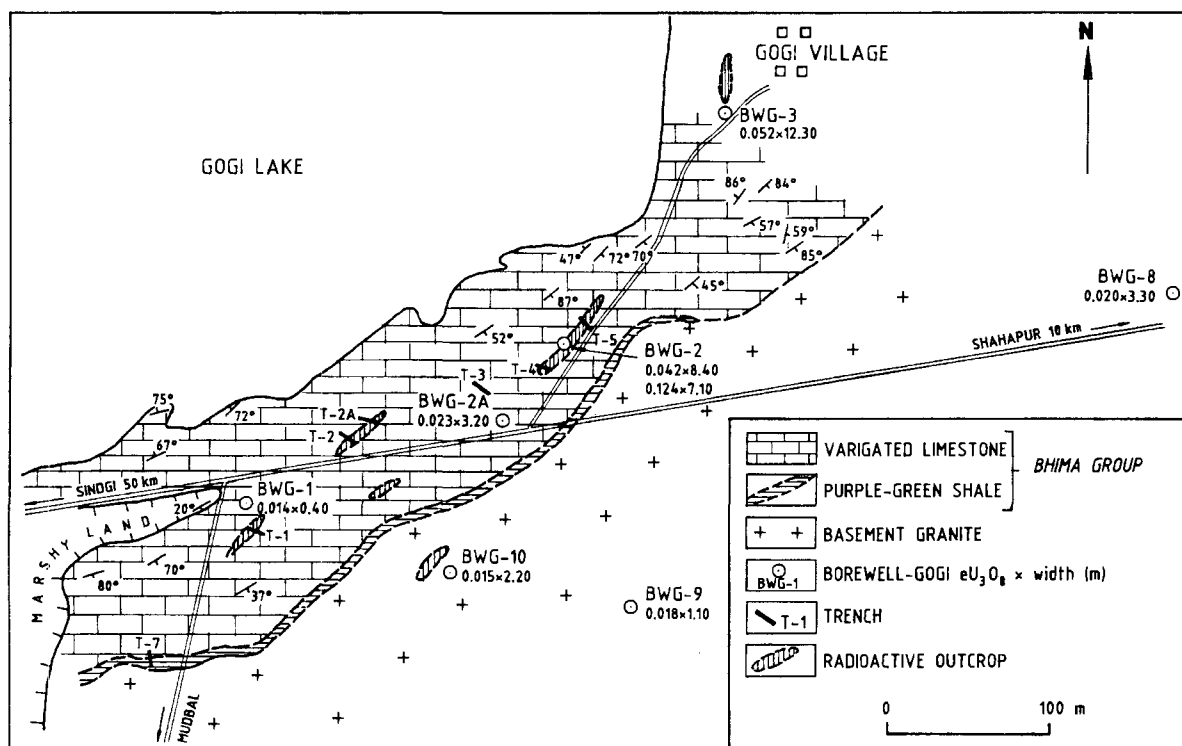 GOGI VILLAGE
N
BWG-3
0.052×12.30
GOGI LAKE
86°
84°
57°
59°
85°
47°
72°
70°
45°
87°
52°
BWG-8
0.020×3.30
SHAHAPUR 10 km
T-5
T-4
BWG-2
0.042×8.40
0.124×7.10
T-3
BWG-2A
0.023×3.20
75°
72°
T-2A
T-2
67°
SINDGI 50 km
BWG-1
0.014×0.40
20°
T-1
MARSHY LAND
70°
80°
37°
BWG-10
0.015×2.20
BWG-9
0.018×1.10
T-7
MUDBAL
VARIGATED LIMESTONE
BHIMA GROUP
PURPLE-GREEN SHALE
BASEMENT GRANITE
BWG-1
BOREWELL-GOGI eU₃O₈ × width (m)
T-1
TRENCH
RADIOACTIVE OUTCROP
0 100 m